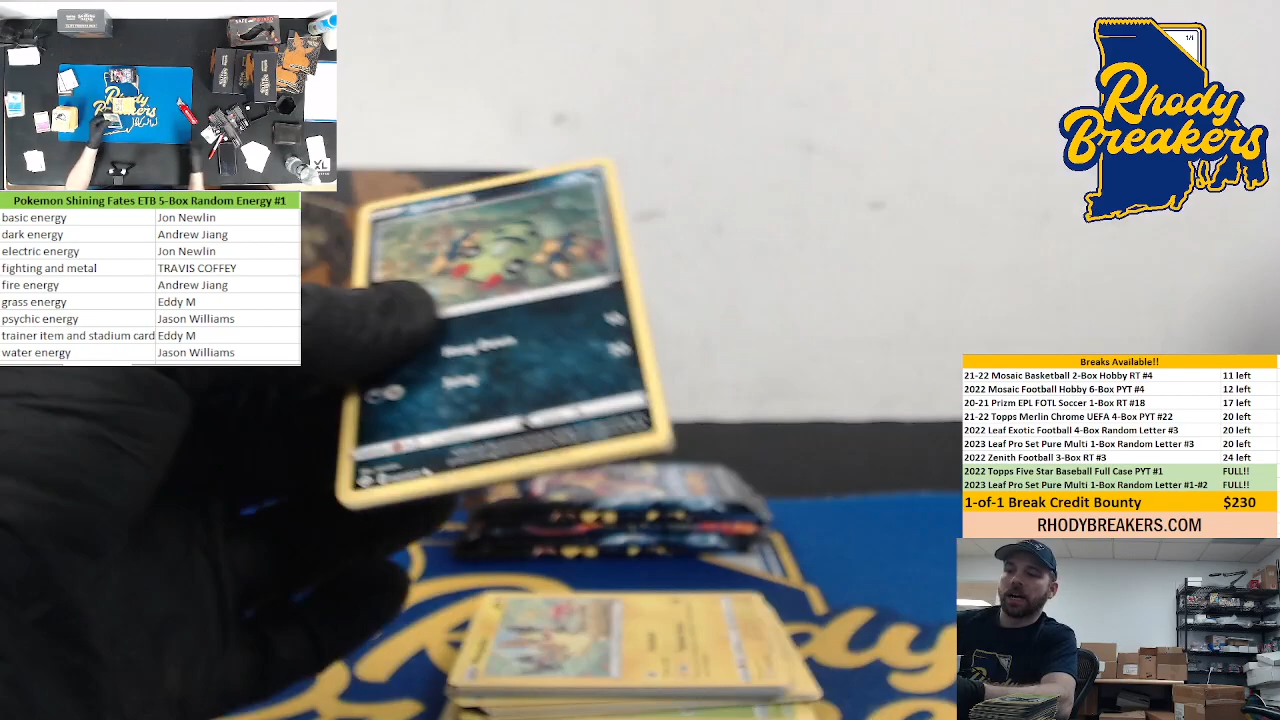 Rhody
Breakers
1/1
Rhody
Breakers
XL
Pokemon Shining Fates ETB 5-Box Random Energy #1
basic energy Jon Newlin
dark energy Andrew Jiang
electric energy Jon Newlin
fighting and metal TRAVIS COFFEY
fire energy Andrew Jiang
grass energy Eddy M
psychic energy Jason Williams
trainer item and stadium card Eddy M
water energy Jason Williams
Breaks Available!!
21-22 Mosaic Basketball 2-Box Hobby RT #4 11 left
2022 Mosaic Football Hobby 6-Box PYT #4 12 left
20-21 Prizm EPL FOTL Soccer 1-Box RT #18 17 left
21-22 Topps Merlin Chrome UEFA 4-Box PYT #22 20 left
2022 Leaf Exotic Football 4-Box Random Letter #3 20 left
2023 Leaf Pro Set Pure Multi 1-Box Random Letter #3 20 left
2022 Zenith Football 3-Box RT #3 24 left
2022 Topps Five Star Baseball Full Case PYT #1 FULL!!
2023 Leaf Pro Set Pure Multi 1-Box Random Letter #1-#2 FULL!!
1-of-1 Break Credit Bounty $230
RHODYBREAKERS.COM